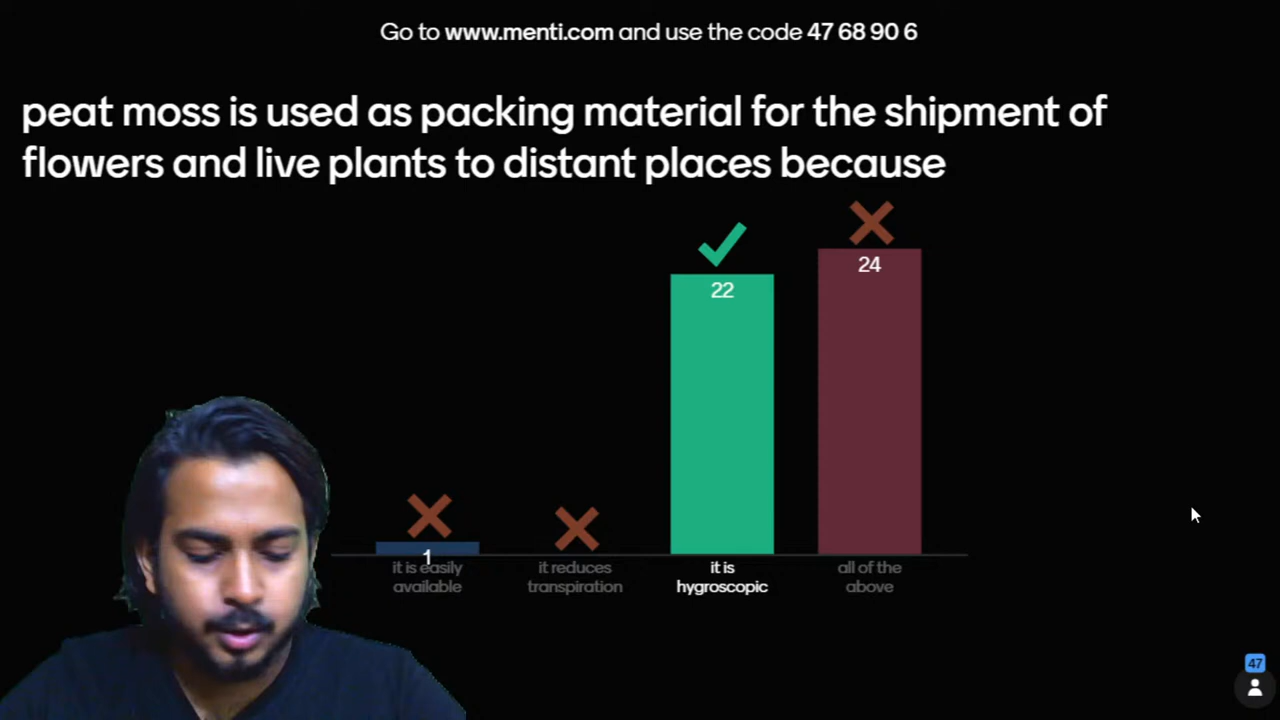 Go to www.menti.com and use the code 47 68 90 6
peat moss is used as packing material for the shipment of
flowers and live plants to distant places because
22
24
1
it is easily
available
it reduces
transpiration
it is
hygroscopic
all of the
above
47